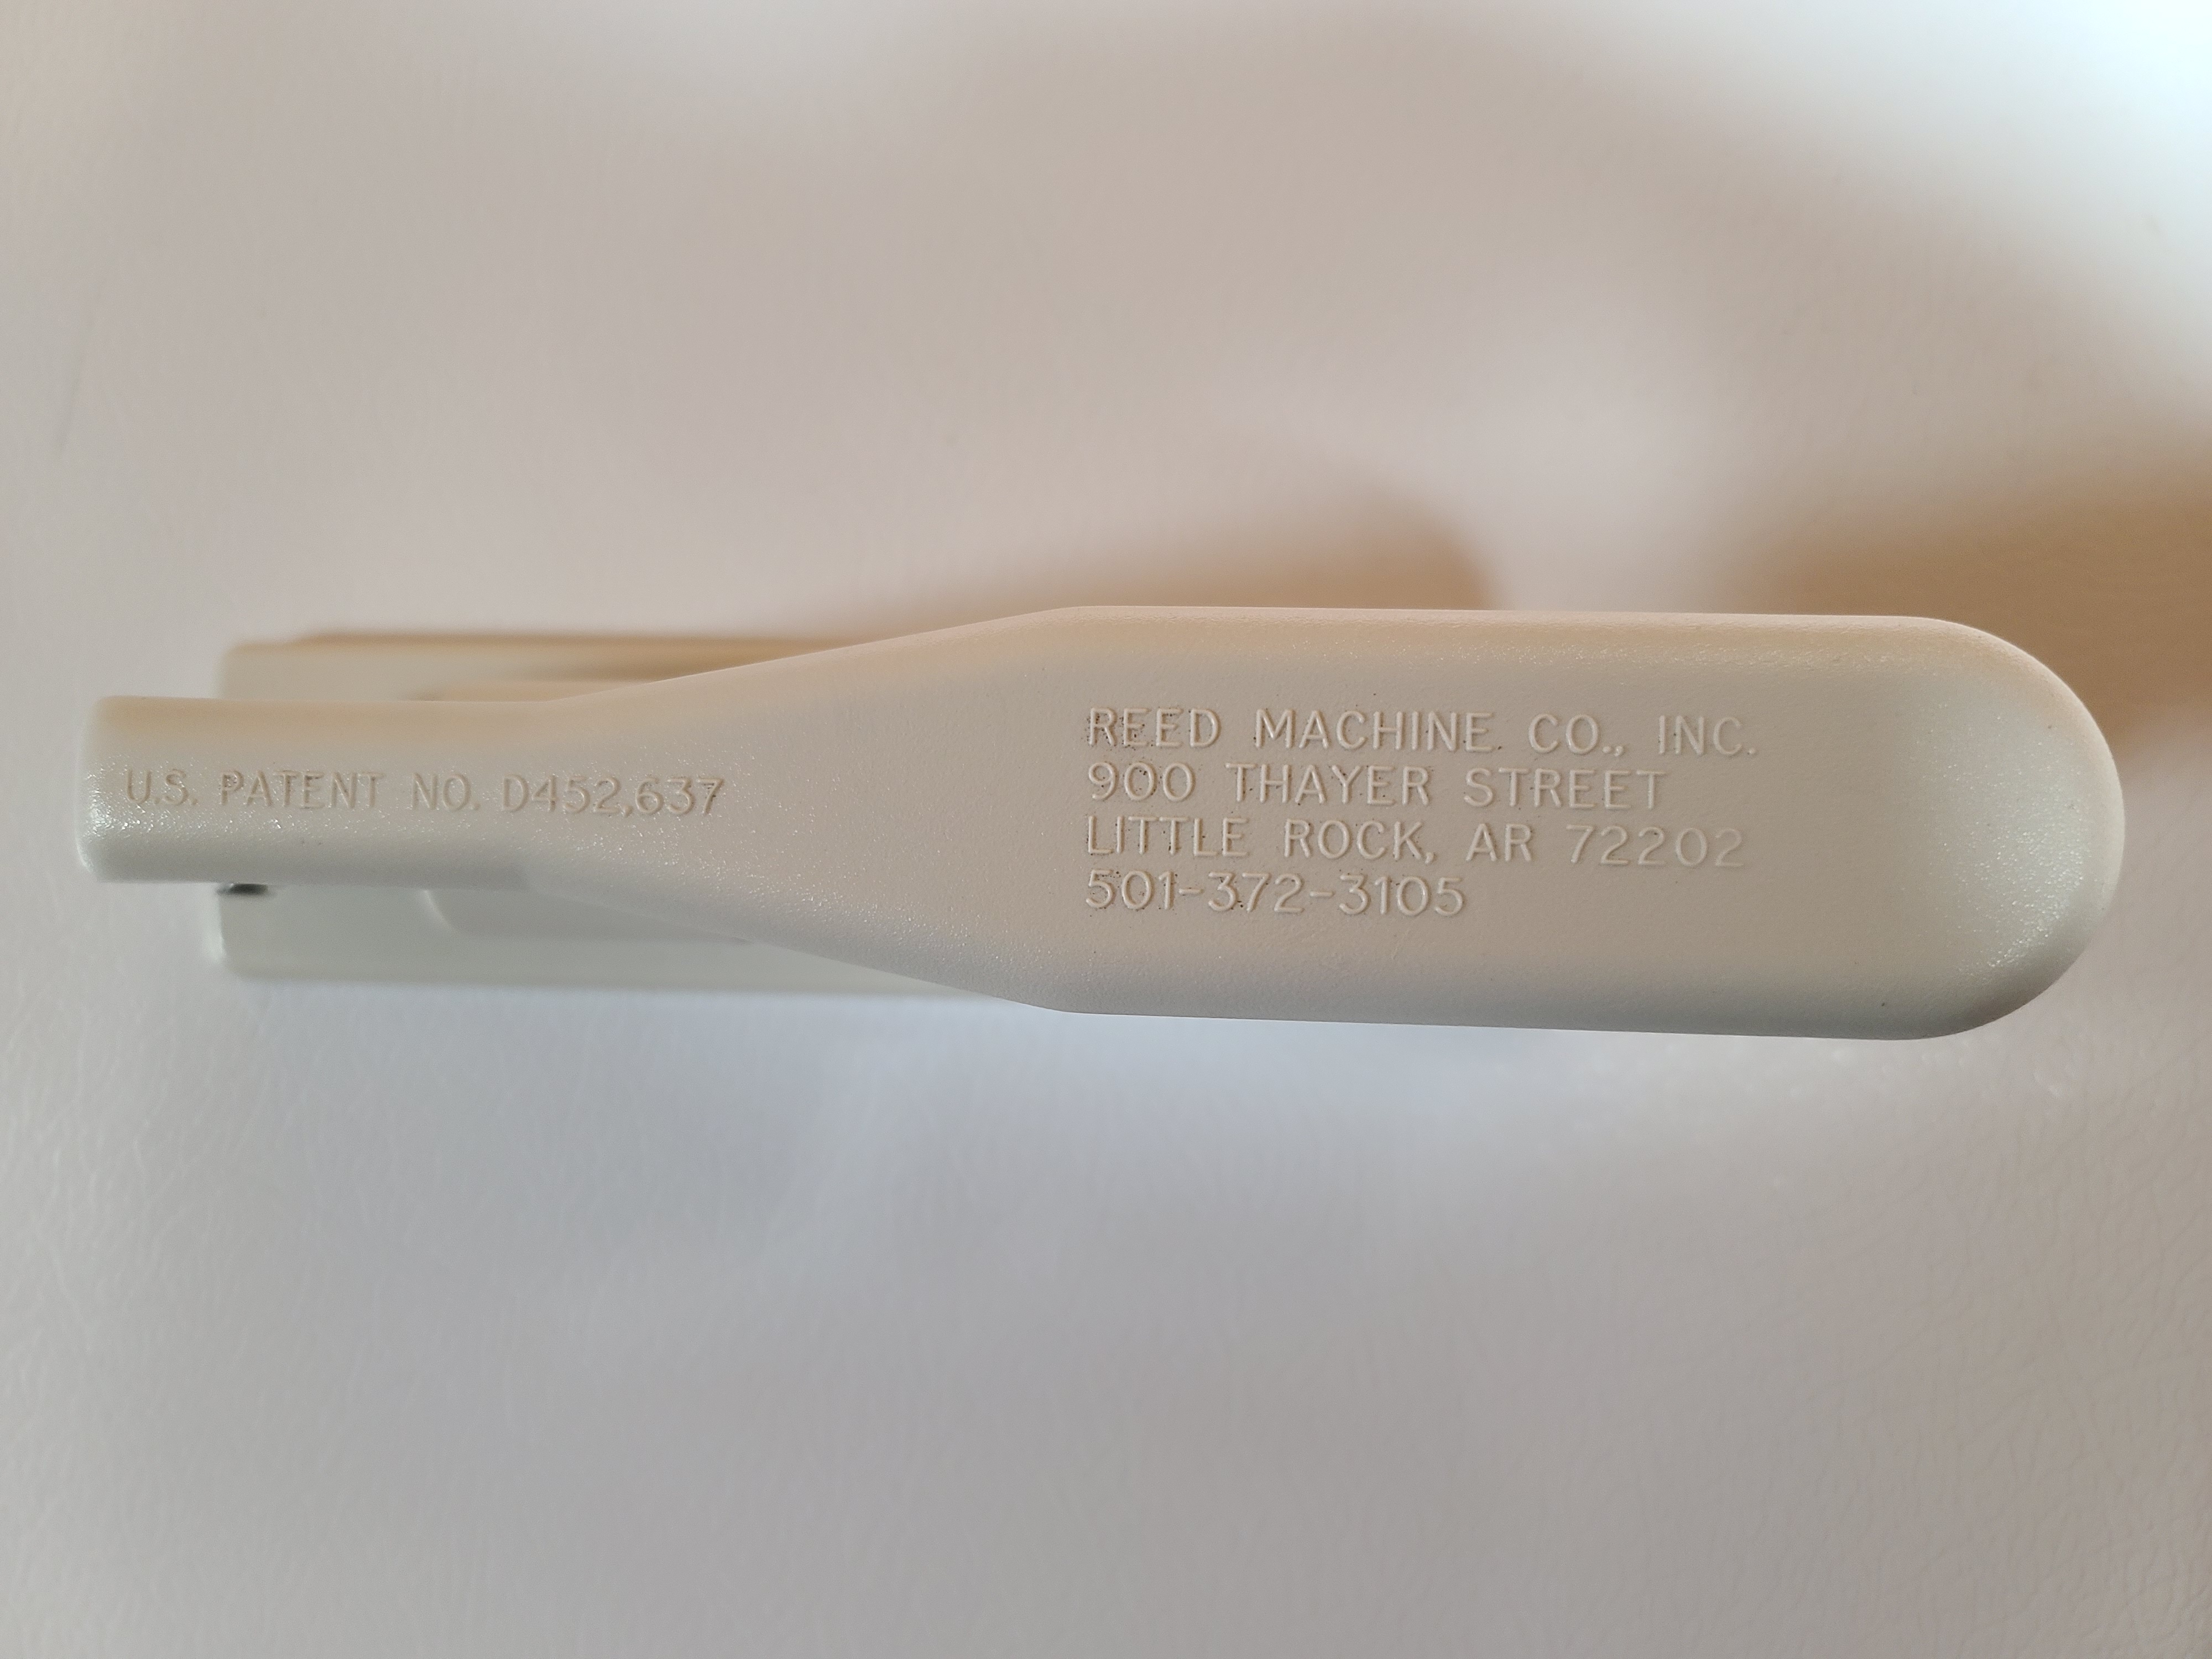 U.S. PATENT NO. D452,637
REED MACHINE CO., INC.
900 THAYER STREET
LITTLE ROCK, AR 72202
501-372-3105